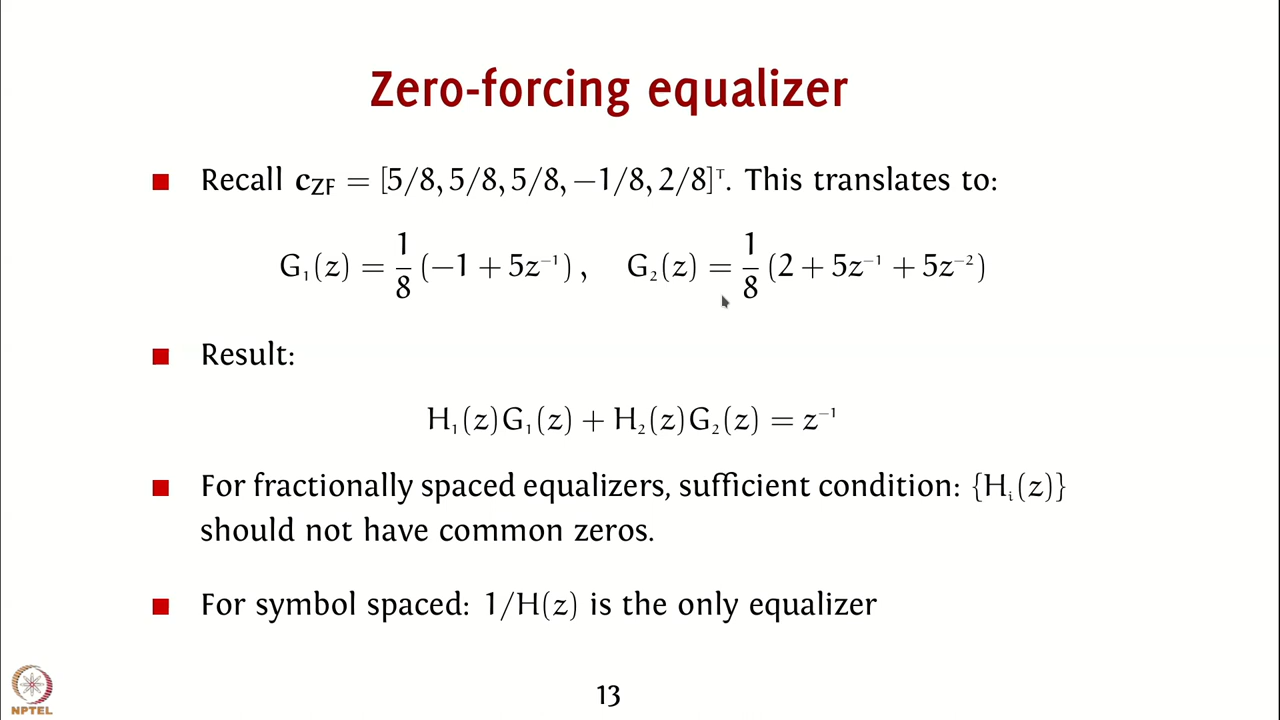 Zero-forcing equalizer
■ Recall c_ZF = [5/8, 5/8, 5/8, −1/8, 2/8]ᵀ. This translates to:
G₁(z) = 1/8 (−1 + 5z⁻¹), G₂(z) = 1/8 (2 + 5z⁻¹ + 5z⁻²)
■ Result:
H₁(z)G₁(z) + H₂(z)G₂(z) = z⁻¹
■ For fractionally spaced equalizers, sufficient condition: {Hᵢ(z)}
should not have common zeros.
■ For symbol spaced: 1/H(z) is the only equalizer
NPTEL
13